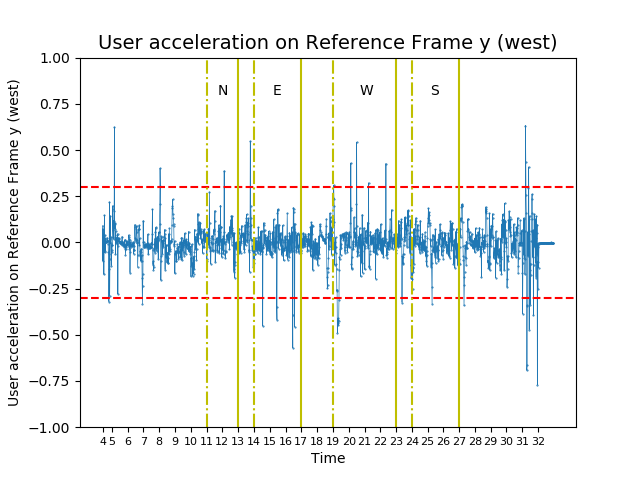 User acceleration on Reference Frame y (west)
User acceleration on Reference Frame y (west)
1.00
0.75
0.50
0.25
0.00
−0.25
−0.50
−0.75
−1.00
N E W S
4 5 6 7 8 9 10 11 12 13 14 15 16 17 18 19 20 21 22 23 24 25 26 27 28 29 30 31 32
Time